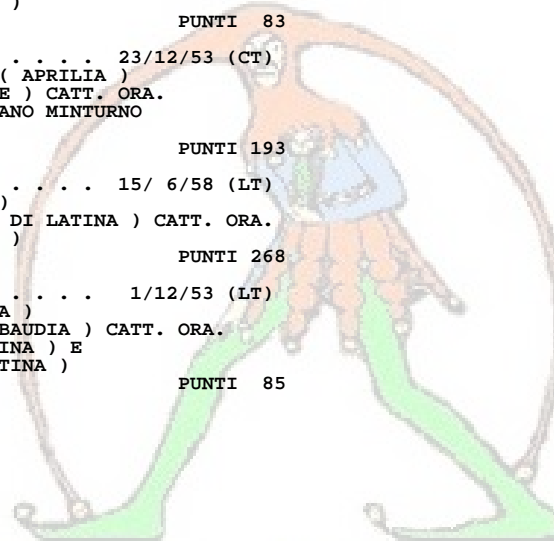 )
PUNTI 83
. . . . 23/12/53 (CT)
( APRILIA )
E ) CATT. ORA.
ANO MINTURNO
PUNTI 193
. . . . 15/ 6/58 (LT)
)
DI LATINA ) CATT. ORA.
)
PUNTI 268
. . . . 1/12/53 (LT)
A )
BAUDIA ) CATT. ORA.
INA ) E
TINA )
PUNTI 85